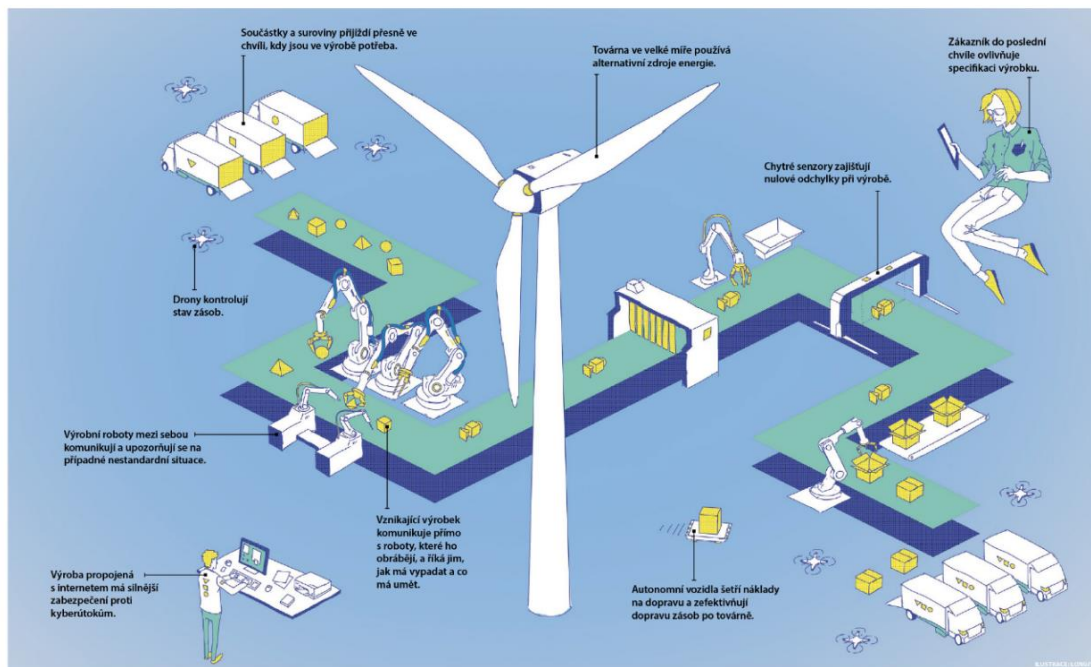 Součástky a suroviny přijíždí přesně ve
chvíli, kdy jsou ve výrobě potřeba.
Továrna ve velké míře používá
alternativní zdroje energie.
Zákazník do poslední
chvíle ovlivňuje
specifikaci výrobku.
Chytré senzory zajišťují
nulové odchylky při výrobě.
Drony kontrolují
stav zásob.
Výrobní roboty mezi sebou
komunikují a upozorňují se na
případné nestandardní situace.
Vznikající výrobek
komunikuje přímo
s roboty, které ho
obrábějí, a říká jim,
jak má vypadat a co
má umět.
Výroba propojená
s internetem má silnější
zabezpečení proti
kyberútokům.
Autonomní vozidla šetří náklady
na dopravu a zefektivňují
dopravu zásob po továrně.